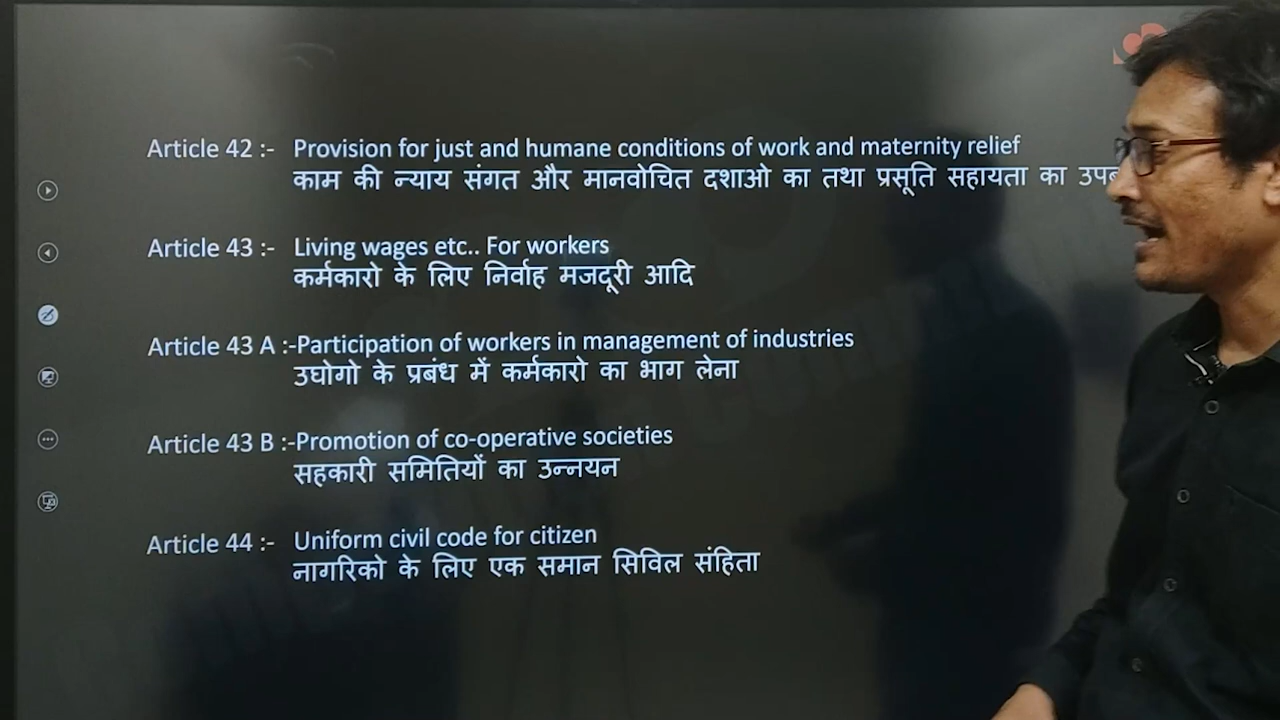 Article 42 :- Provision for just and humane conditions of work and maternity relief
काम की न्याय संगत और मानवोचित दशाओ का तथा प्रसूति सहायता का
Article 43 :- Living wages etc.. For workers
कर्मकारो के लिए निर्वाह मजदूरी आदि
Article 43 A :-Participation of workers in management of industries
उघोगो के प्रबंध में कर्मकारो का भाग लेना
Article 43 B :-Promotion of co-operative societies
सहकारी समितियों का उन्नयन
Article 44 :- Uniform civil code for citizen
नागरिको के लिए एक समान सिविल संहिता